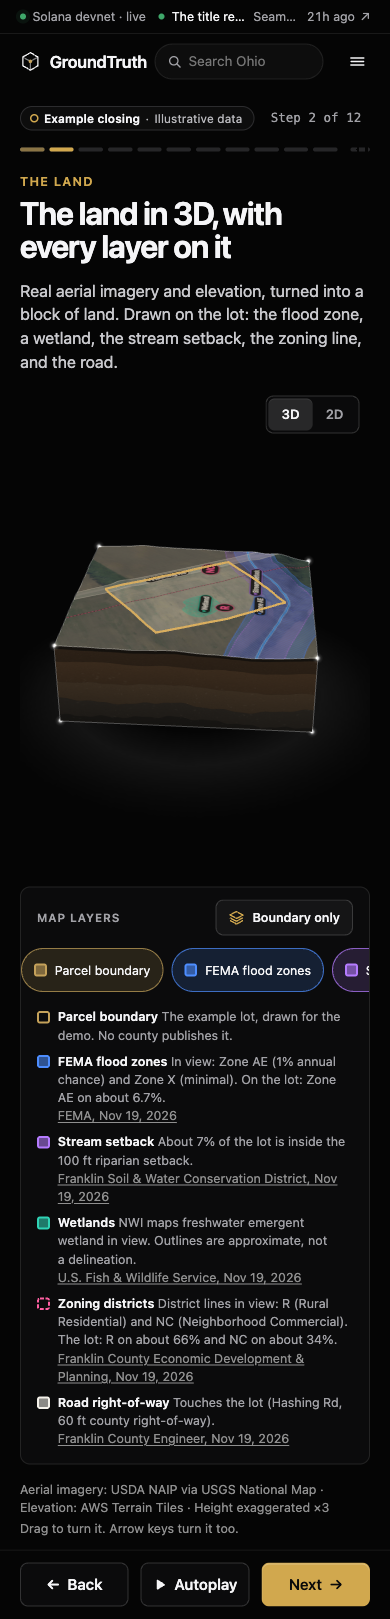 Solana devnet · live
The title re... Seam... 21h ago ↗
GroundTruth
Search Ohio
Example closing · Illustrative data
Step 2 of 12
THE LAND
The land in 3D, with
every layer on it
Real aerial imagery and elevation, turned into a
block of land. Drawn on the lot: the flood zone,
a wetland, the stream setback, the zoning line,
and the road.
3D 2D
MAP LAYERS
Boundary only
Parcel boundary
FEMA flood zones
Parcel boundary The example lot, drawn for the
demo. No county publishes it.
FEMA flood zones In view: Zone AE (1% annual
chance) and Zone X (minimal). On the lot: Zone
AE on about 6.7%.
FEMA, Nov 19, 2026
Stream setback About 7% of the lot is inside the
100 ft riparian setback.
Franklin Soil & Water Conservation District, Nov
19, 2026
Wetlands NWI maps freshwater emergent
wetland in view. Outlines are approximate, not
a delineation.
U.S. Fish & Wildlife Service, Nov 19, 2026
Zoning districts District lines in view: R (Rural
Residential) and NC (Neighborhood Commercial).
The lot: R on about 66% and NC on about 34%.
Franklin County Economic Development &
Planning, Nov 19, 2026
Road right-of-way Touches the lot (Hashing Rd,
60 ft county right-of-way).
Franklin County Engineer, Nov 19, 2026
Aerial imagery: USDA NAIP via USGS National Map ·
Elevation: AWS Terrain Tiles · Height exaggerated ×3
Drag to turn it. Arrow keys turn it too.
← Back
Autoplay
Next →